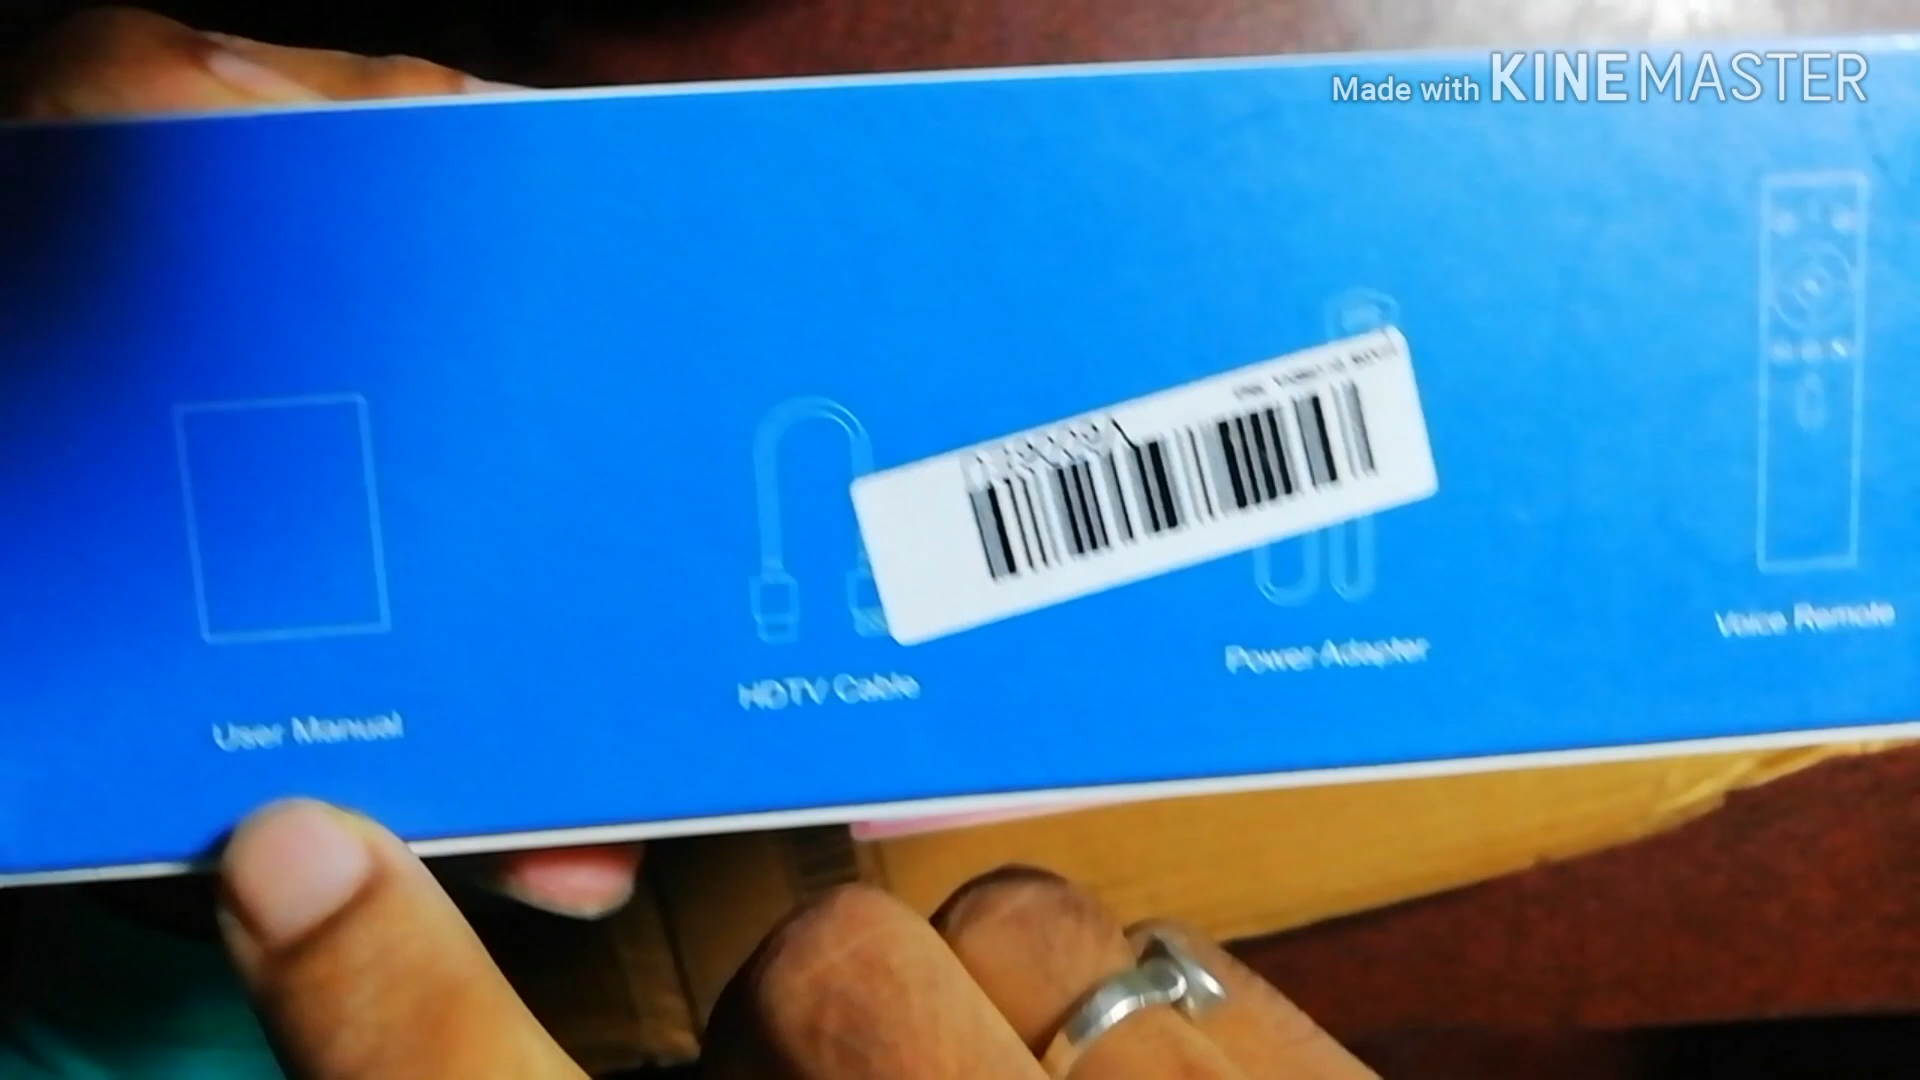 Made with KINEMASTER
User Manual
HDTV Cable
Power Adapter
Voice Remote